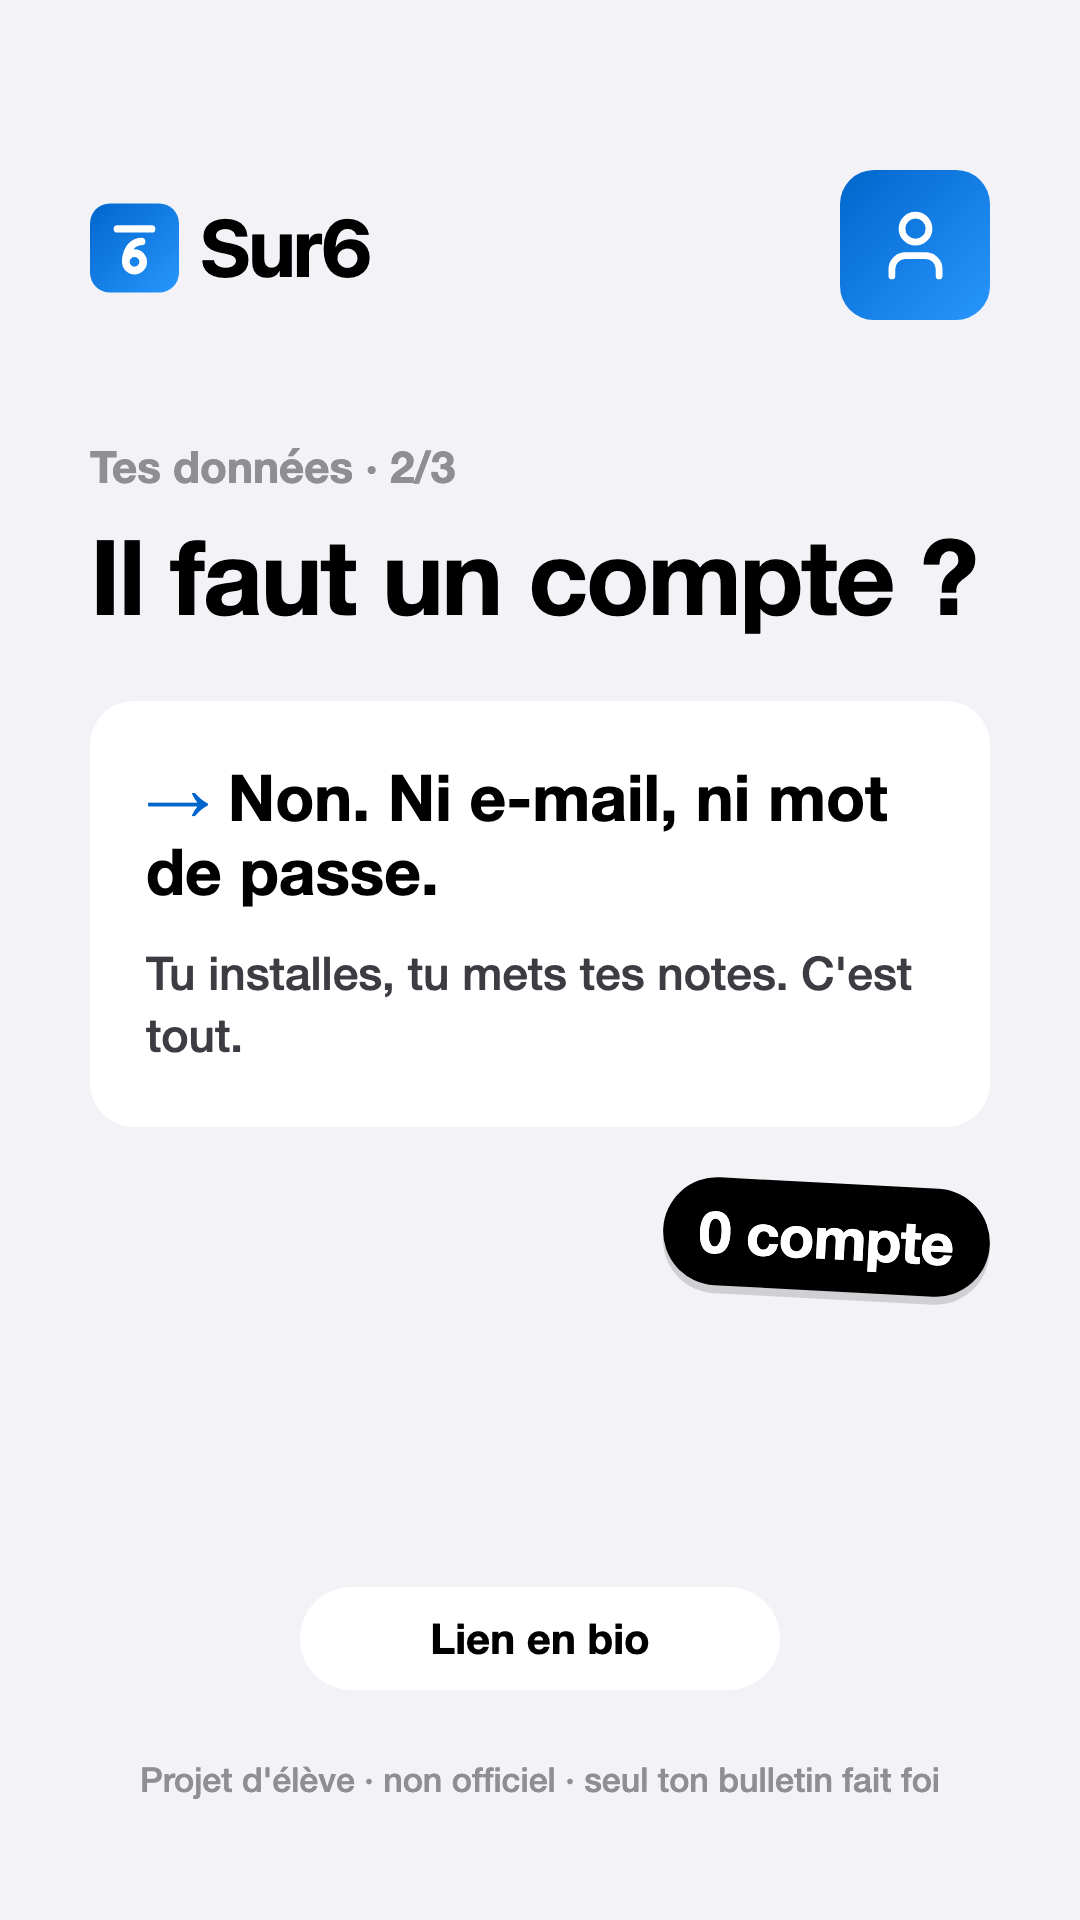 6 Sur6
Tes données · 2/3
Il faut un compte ?
→ Non. Ni e-mail, ni mot
de passe.
Tu installes, tu mets tes notes. C'est
tout.
0 compte
Lien en bio
Projet d'élève · non officiel · seul ton bulletin fait foi